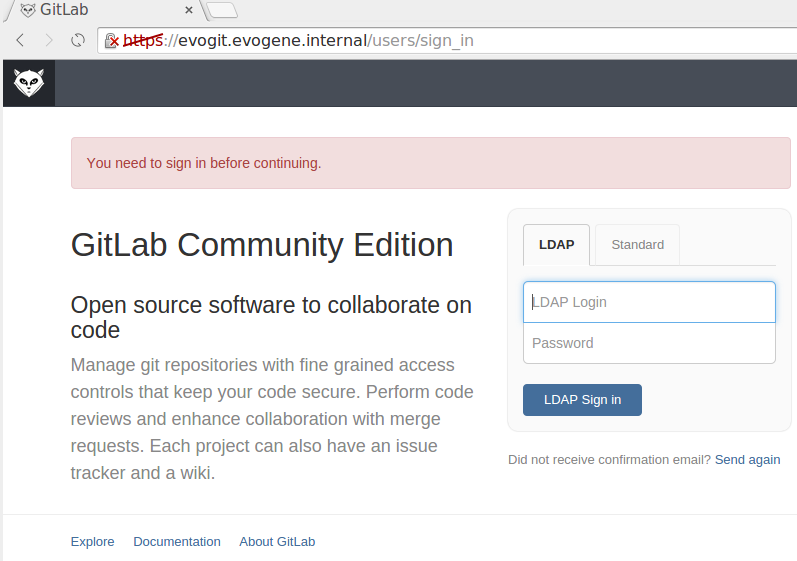 GitLab
https://evogit.evogene.internal/users/sign_in
You need to sign in before continuing.
GitLab Community Edition
Open source software to collaborate on
code
Manage git repositories with fine grained access
controls that keep your code secure. Perform code
reviews and enhance collaboration with merge
requests. Each project can also have an issue
tracker and a wiki.
LDAP Standard
LDAP Login
Password
LDAP Sign in
Did not receive confirmation email? Send again
Explore Documentation About GitLab